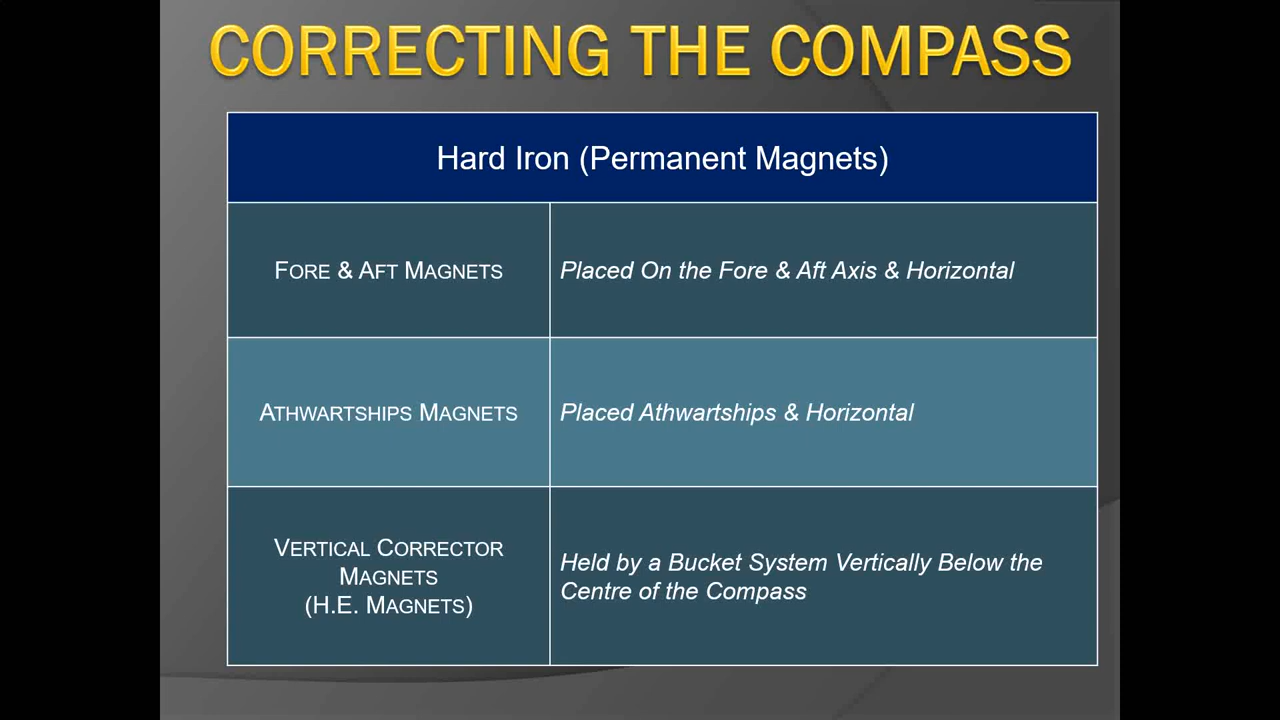 CORRECTING THE COMPASS
Hard Iron (Permanent Magnets)
FORE & AFT MAGNETS
Placed On the Fore & Aft Axis & Horizontal
ATHWARTSHIPS MAGNETS
Placed Athwartships & Horizontal
VERTICAL CORRECTOR
MAGNETS
(H.E. MAGNETS)
Held by a Bucket System Vertically Below the
Centre of the Compass